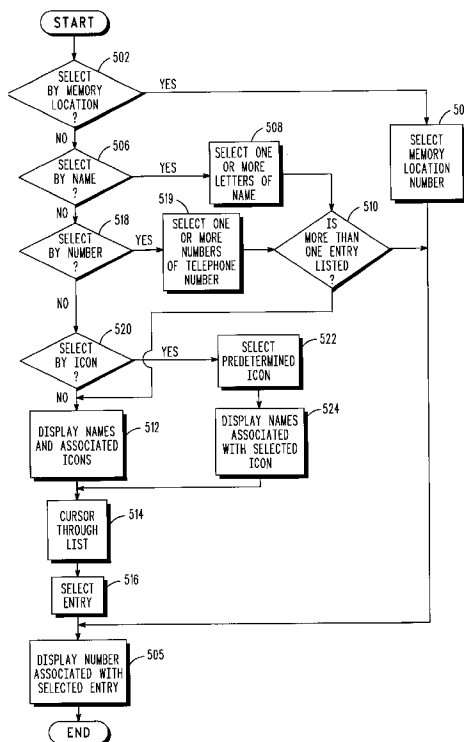 START
502
SELECT
BY MEMORY
LOCATION
?
YES
NO
50
SELECT
MEMORY
LOCATION
NUMBER
506
SELECT
BY NAME
?
YES
NO
508
SELECT ONE
OR MORE
LETTERS OF
NAME
518
SELECT
BY NUMBER
?
YES
NO
519
SELECT ONE
OR MORE
NUMBERS
OF TELEPHONE
NUMBER
510
IS
MORE THAN
ONE ENTRY
LISTED
?
520
SELECT
BY ICON
?
YES
NO
522
SELECT
PREDETERMINED
ICON
512
DISPLAY NAMES
AND ASSOCIATED
ICONS
524
DISPLAY NAMES
ASSOCIATED
WITH SELECTED
ICON
514
CURSOR
THROUGH
LIST
516
SELECT
ENTRY
505
DISPLAY NUMBER
ASSOCIATED WITH
SELECTED ENTRY
END